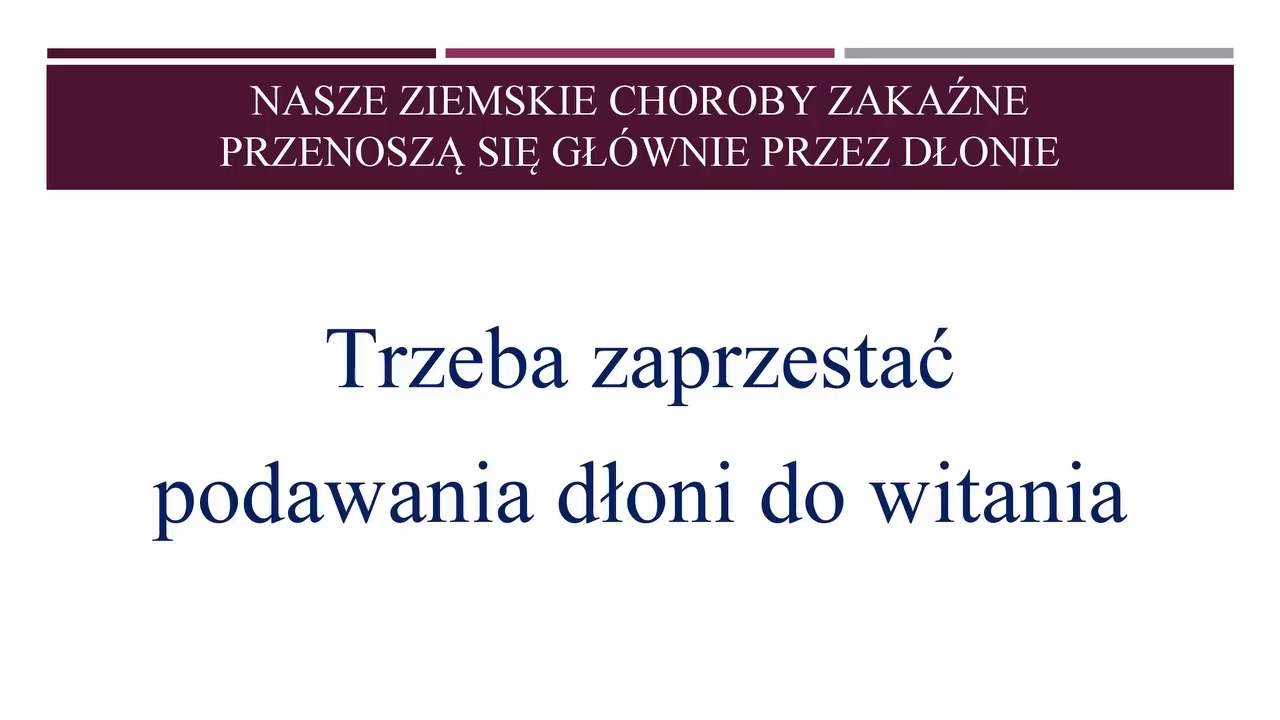 NASZE ZIEMSKIE CHOROBY ZAKAŹNE
PRZENOSZĄ SIĘ GŁÓWNIE PRZEZ DŁONIE
Trzeba zaprzestać
podawania dłoni do witania